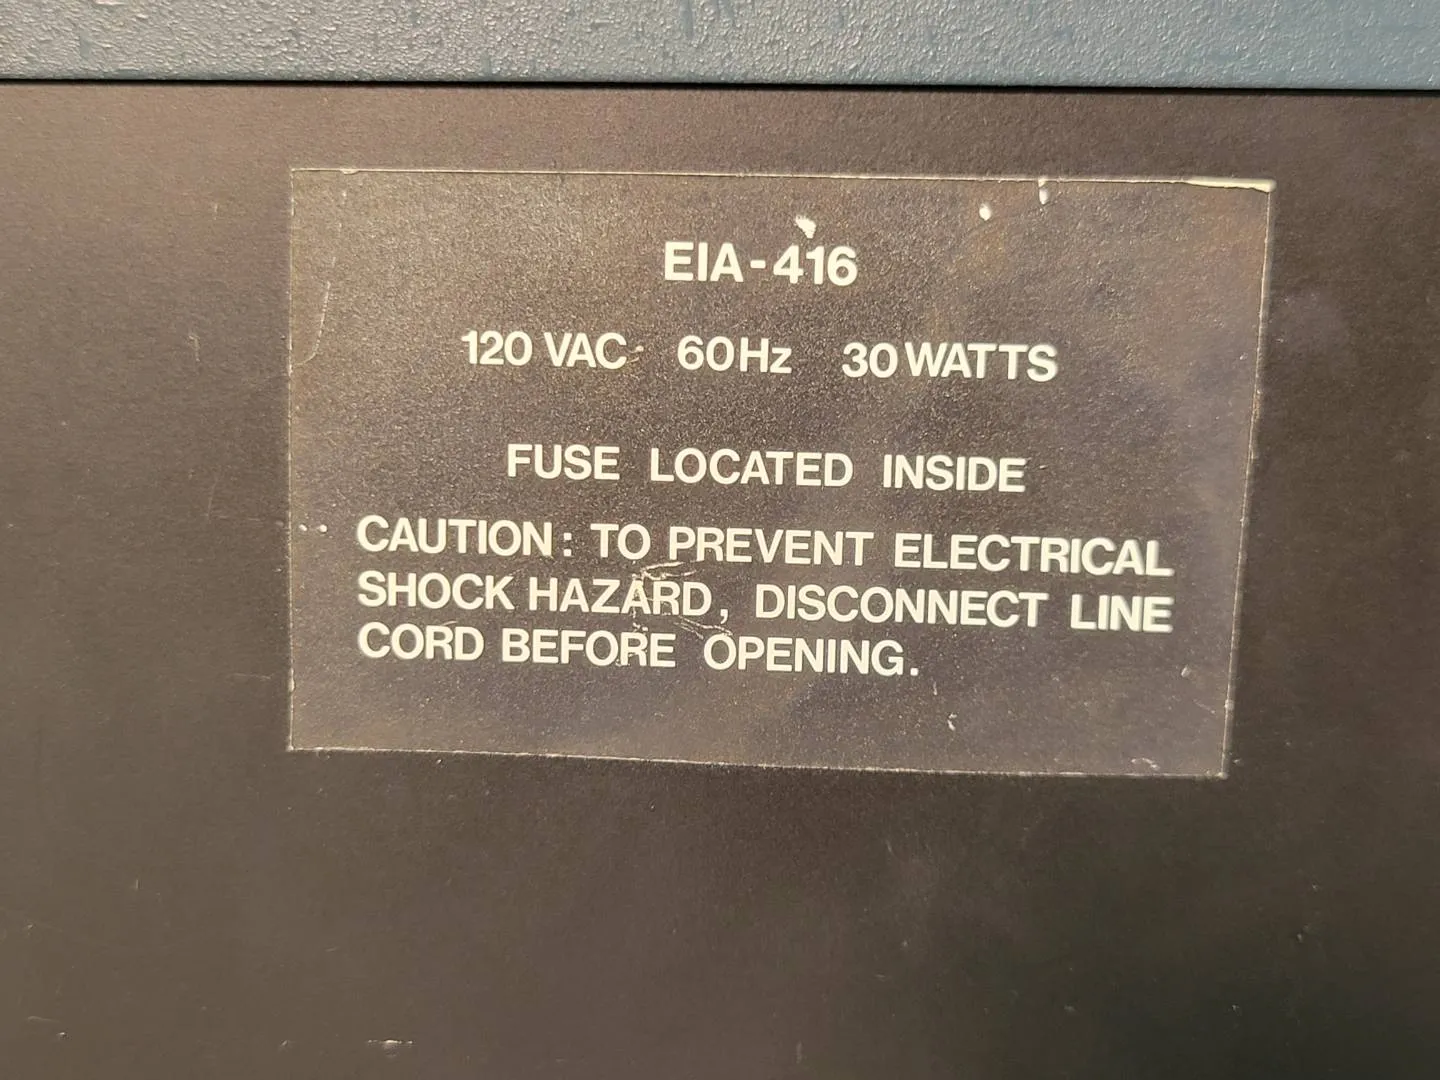 EIA-416
120 VAC 60Hz 30 WATTS
FUSE LOCATED INSIDE
CAUTION: TO PREVENT ELECTRICAL
SHOCK HAZARD, DISCONNECT LINE
CORD BEFORE OPENING.